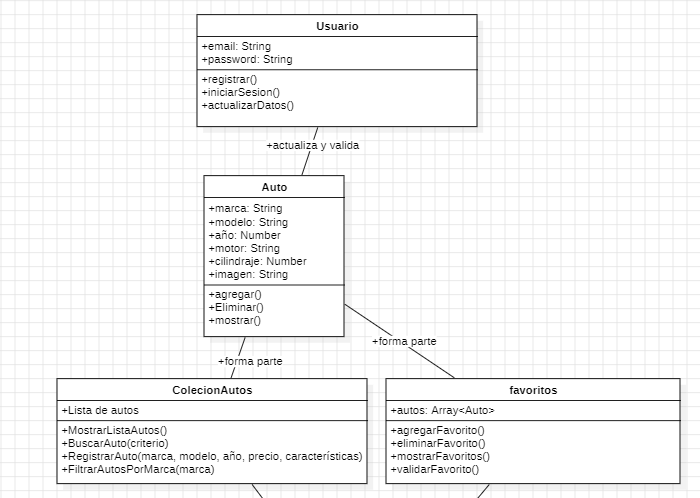 Usuario
+email: String
+password: String
+registrar()
+iniciarSesion()
+actualizarDatos()
+actualiza y valida
Auto
+marca: String
+modelo: String
+año: Number
+motor: String
+cilindraje: Number
+imagen: String
+agregar()
+Eliminar()
+mostrar()
+forma parte
+forma parte
ColecionAutos
+Lista de autos
+MostrarListaAutos()
+BuscarAuto(criterio)
+RegistrarAuto(marca, modelo, año, precio, características)
+FiltrarAutosPorMarca(marca)
favoritos
+autos: Array<Auto>
+agregarFavorito()
+eliminarFavorito()
+mostrarFavoritos()
+validarFavorito()